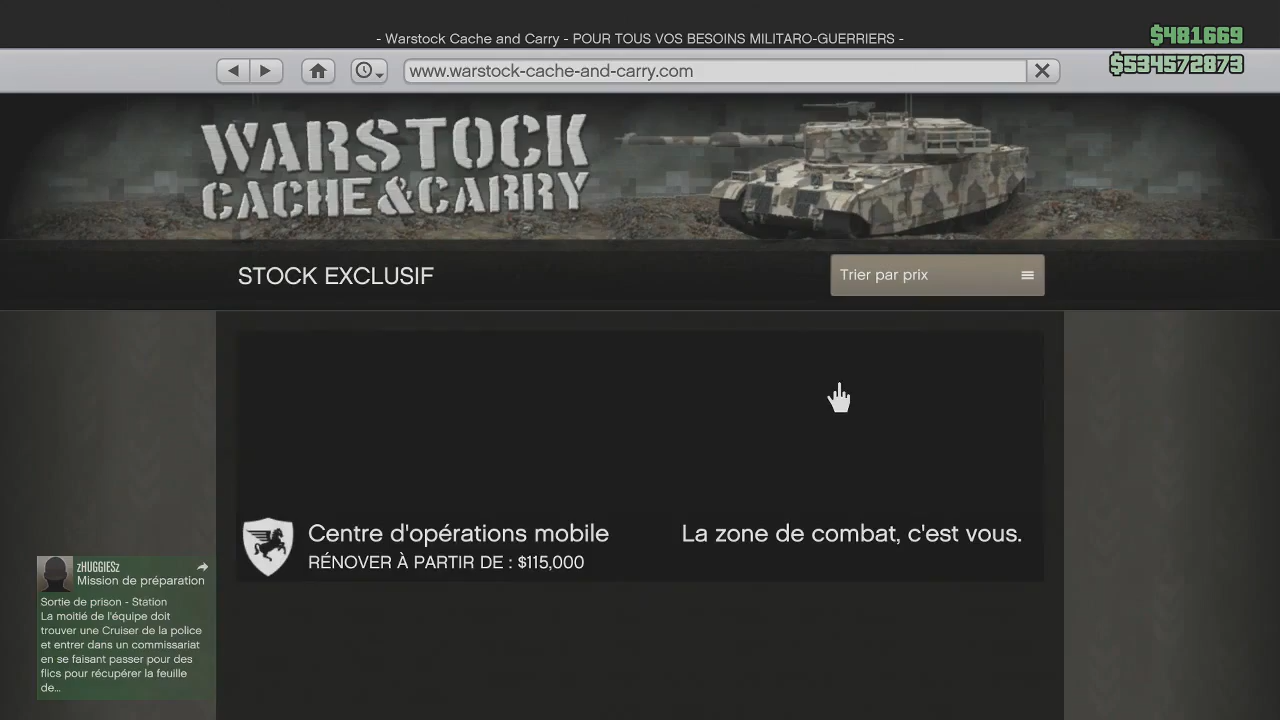 - Warstock Cache and Carry - POUR TOUS VOS BESOINS MILITARO-GUERRIERS -
$481669
www.warstock-cache-and-carry.com
$534572873
WARSTOCK
CACHE&CARRY
STOCK EXCLUSIF
Trier par prix
Centre d'opérations mobile
La zone de combat, c'est vous.
RÉNOVER À PARTIR DE : $115,000
zHUGGIESz
Mission de préparation
Sortie de prison - Station
La moitié de l'équipe doit
trouver une Cruiser de la police
et entrer dans un commissariat
en se faisant passer pour des
flics pour récupérer la feuille
de...